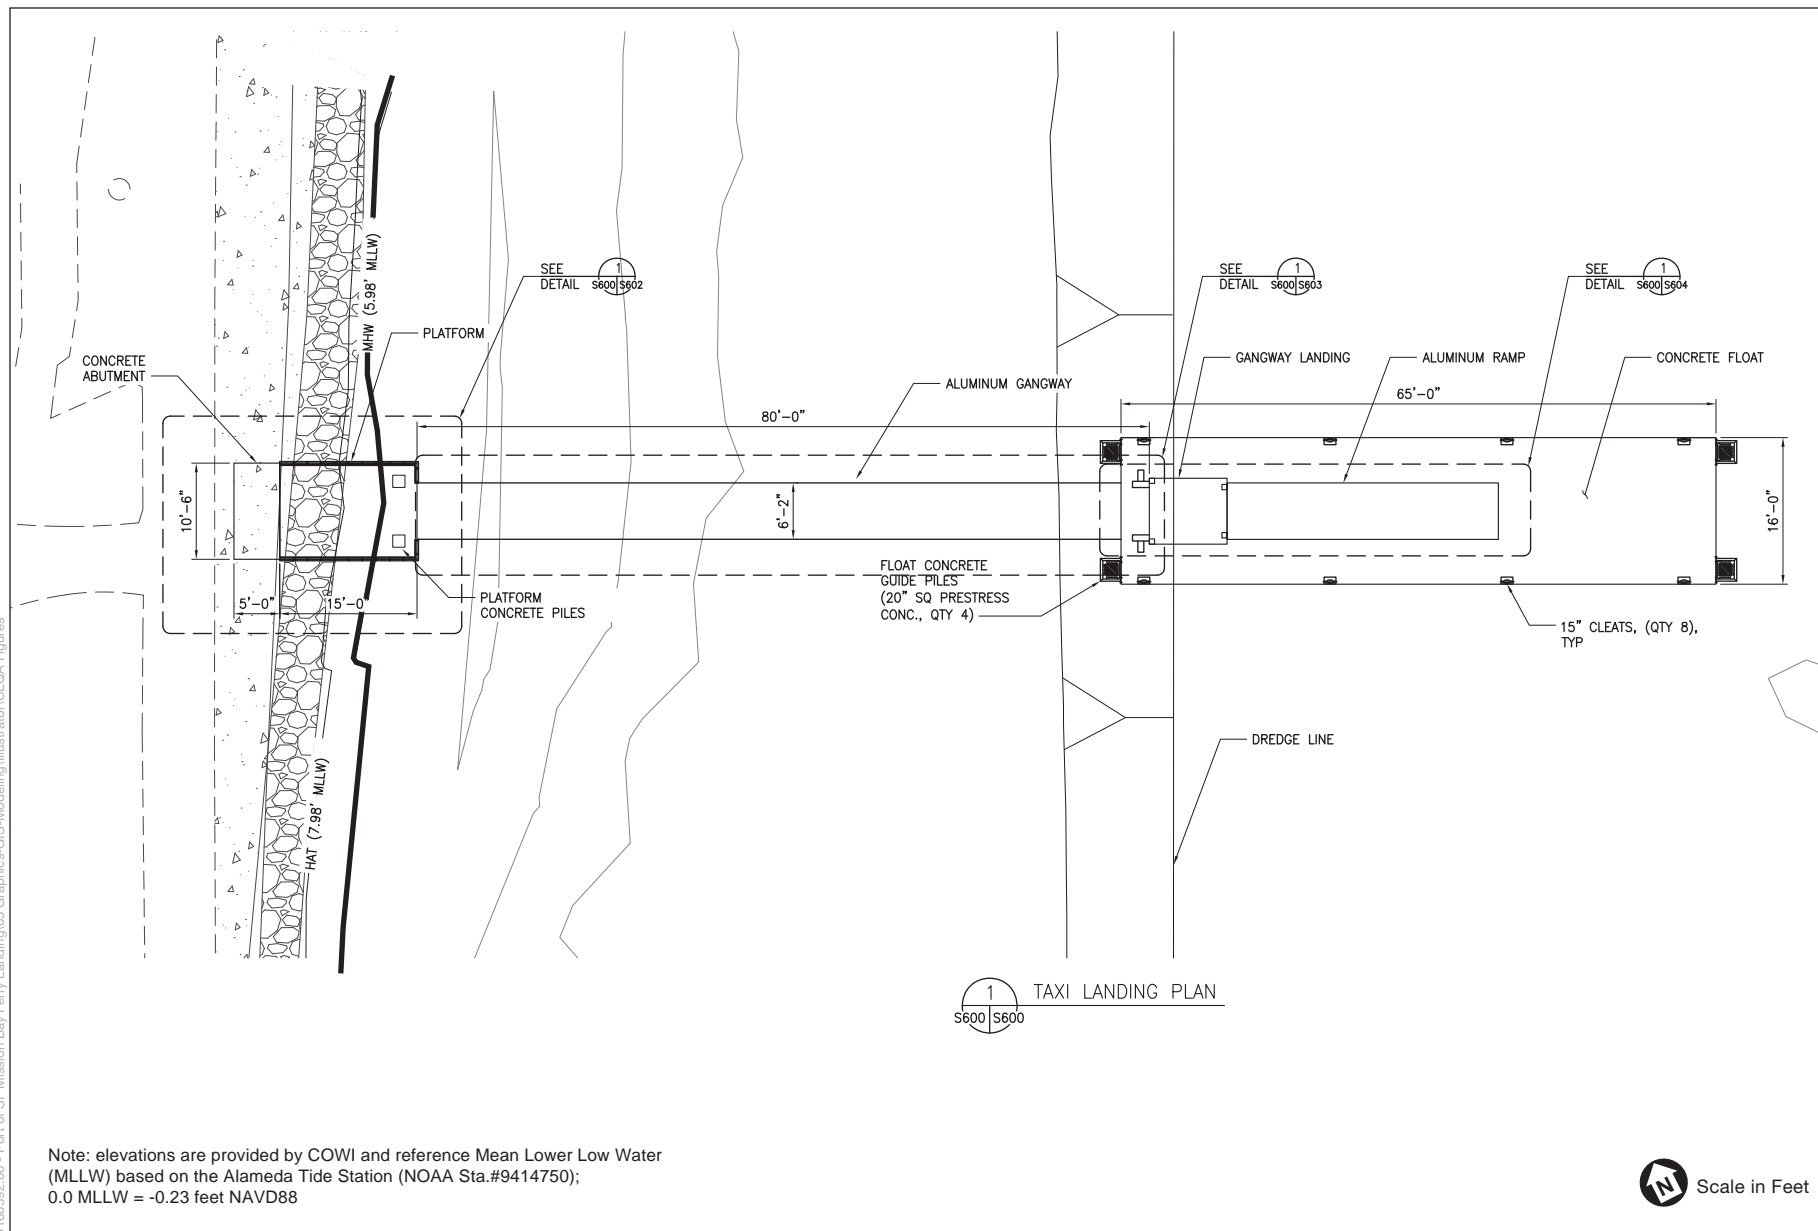 SEE
DETAIL
1
S600 S602
SEE
DETAIL
1
S600 S603
SEE
DETAIL
1
S600 S604
MHW (5.98' MLLW)
PLATFORM
CONCRETE
ABUTMENT
ALUMINUM GANGWAY
GANGWAY LANDING
ALUMINUM RAMP
CONCRETE FLOAT
80'-0"
65'-0"
10'-6"
6'-2"
16'-0"
5'-0"
15'-0"
PLATFORM
CONCRETE PILES
FLOAT CONCRETE
GUIDE PILES
(20" SQ PRESTRESS
CONC., QTY 4)
15" CLEATS, (QTY 8),
TYP
HAT (7.98' MLLW)
DREDGE LINE
1
TAXI LANDING PLAN
S600 S600
Note: elevations are provided by COWI and reference Mean Lower Low Water
(MLLW) based on the Alameda Tide Station (NOAA Sta.#9414750);
0.0 MLLW = -0.23 feet NAVD88
N
Scale in Feet